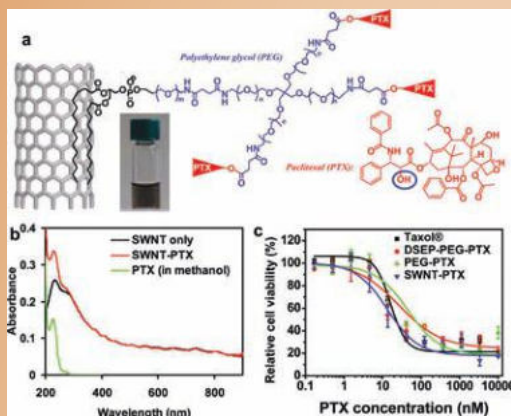 a
PTX
Polyethylene glycol (PEG)
PTX
PTX
Paclitaxel (PTX):
OH
b
SWNT only
SWNT-PTX
PTX (in methanol)
Absorbance
0.4
0.3
0.2
0.1
0
200
400
600
800
Wavelength (nm)
c
Taxol®
DSEP-PEG-PTX
PEG-PTX
SWNT-PTX
Relative cell viability (%)
120
100
80
60
40
20
0.1
1
10
100
1000
10000
PTX concentration (nM)